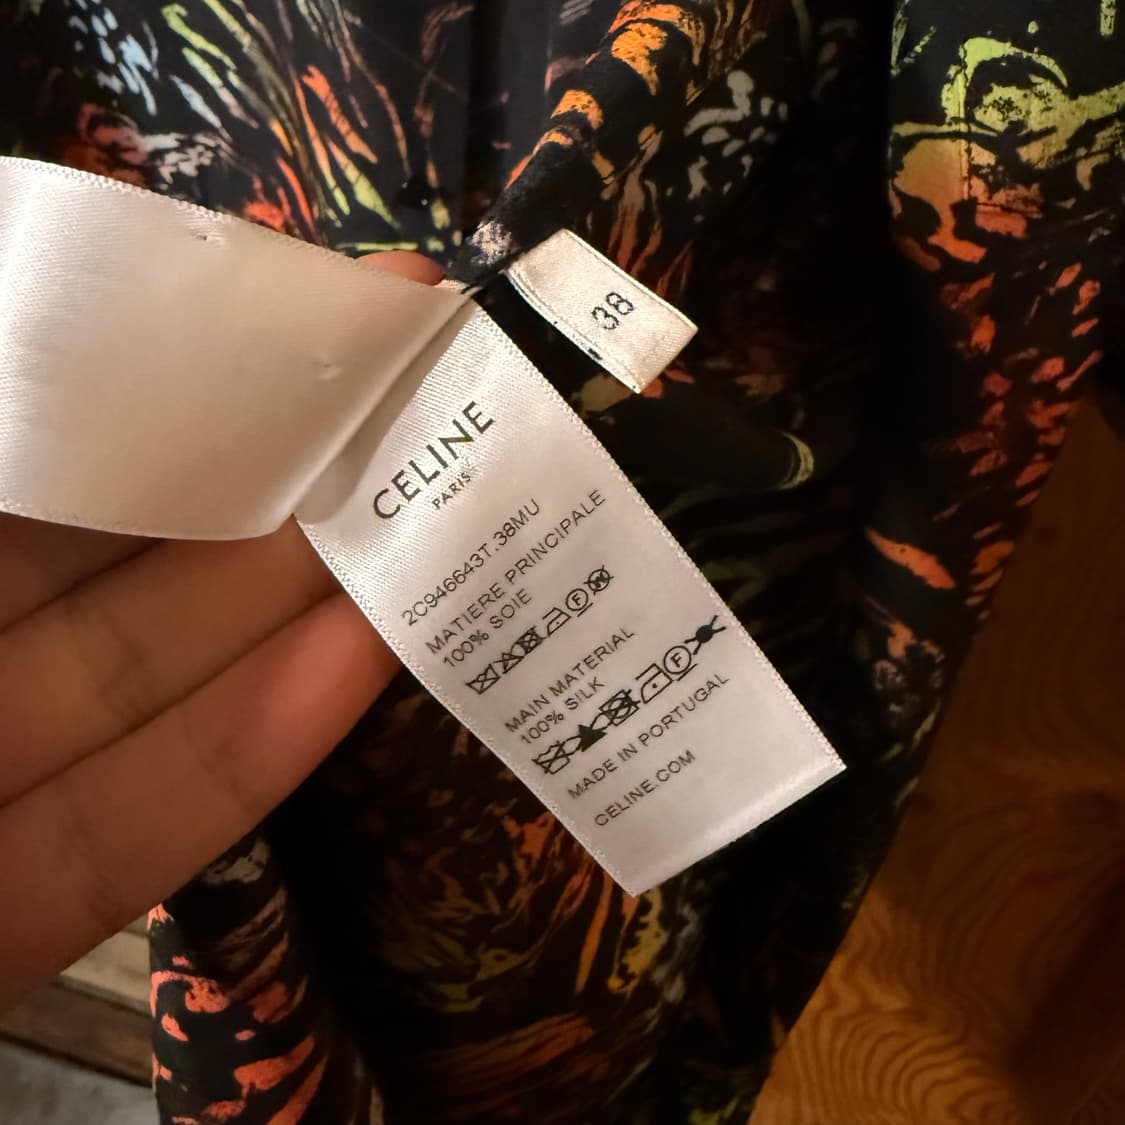 38
CELINE
PARIS
2C946643T.38MU
MATIERE PRINCIPALE
100% SOIE
MAIN MATERIAL
100% SILK
MADE IN PORTUGAL
CELINE.COM